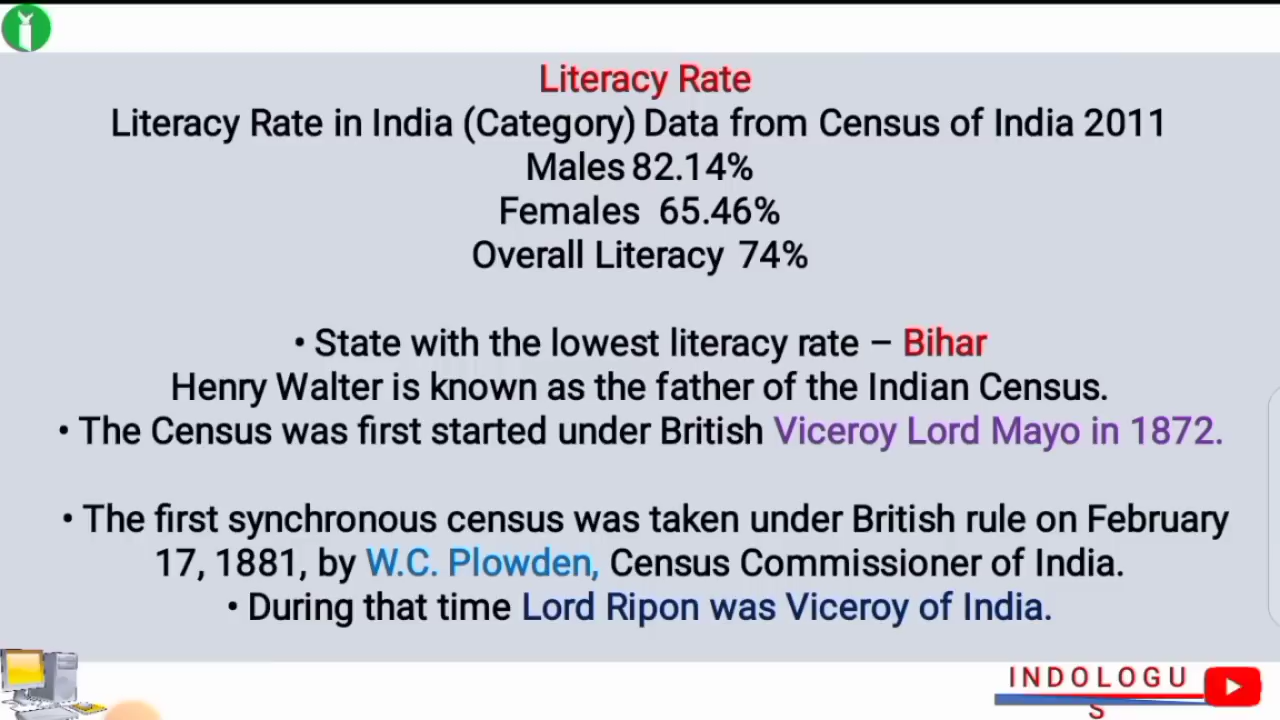 Literacy Rate
Literacy Rate in India (Category) Data from Census of India 2011
Males 82.14%
Females 65.46%
Overall Literacy 74%
• State with the lowest literacy rate – Bihar
Henry Walter is known as the father of the Indian Census.
• The Census was first started under British Viceroy Lord Mayo in 1872.
• The first synchronous census was taken under British rule on February
17, 1881, by W.C. Plowden, Census Commissioner of India.
• During that time Lord Ripon was Viceroy of India.
INDOLOGU
S